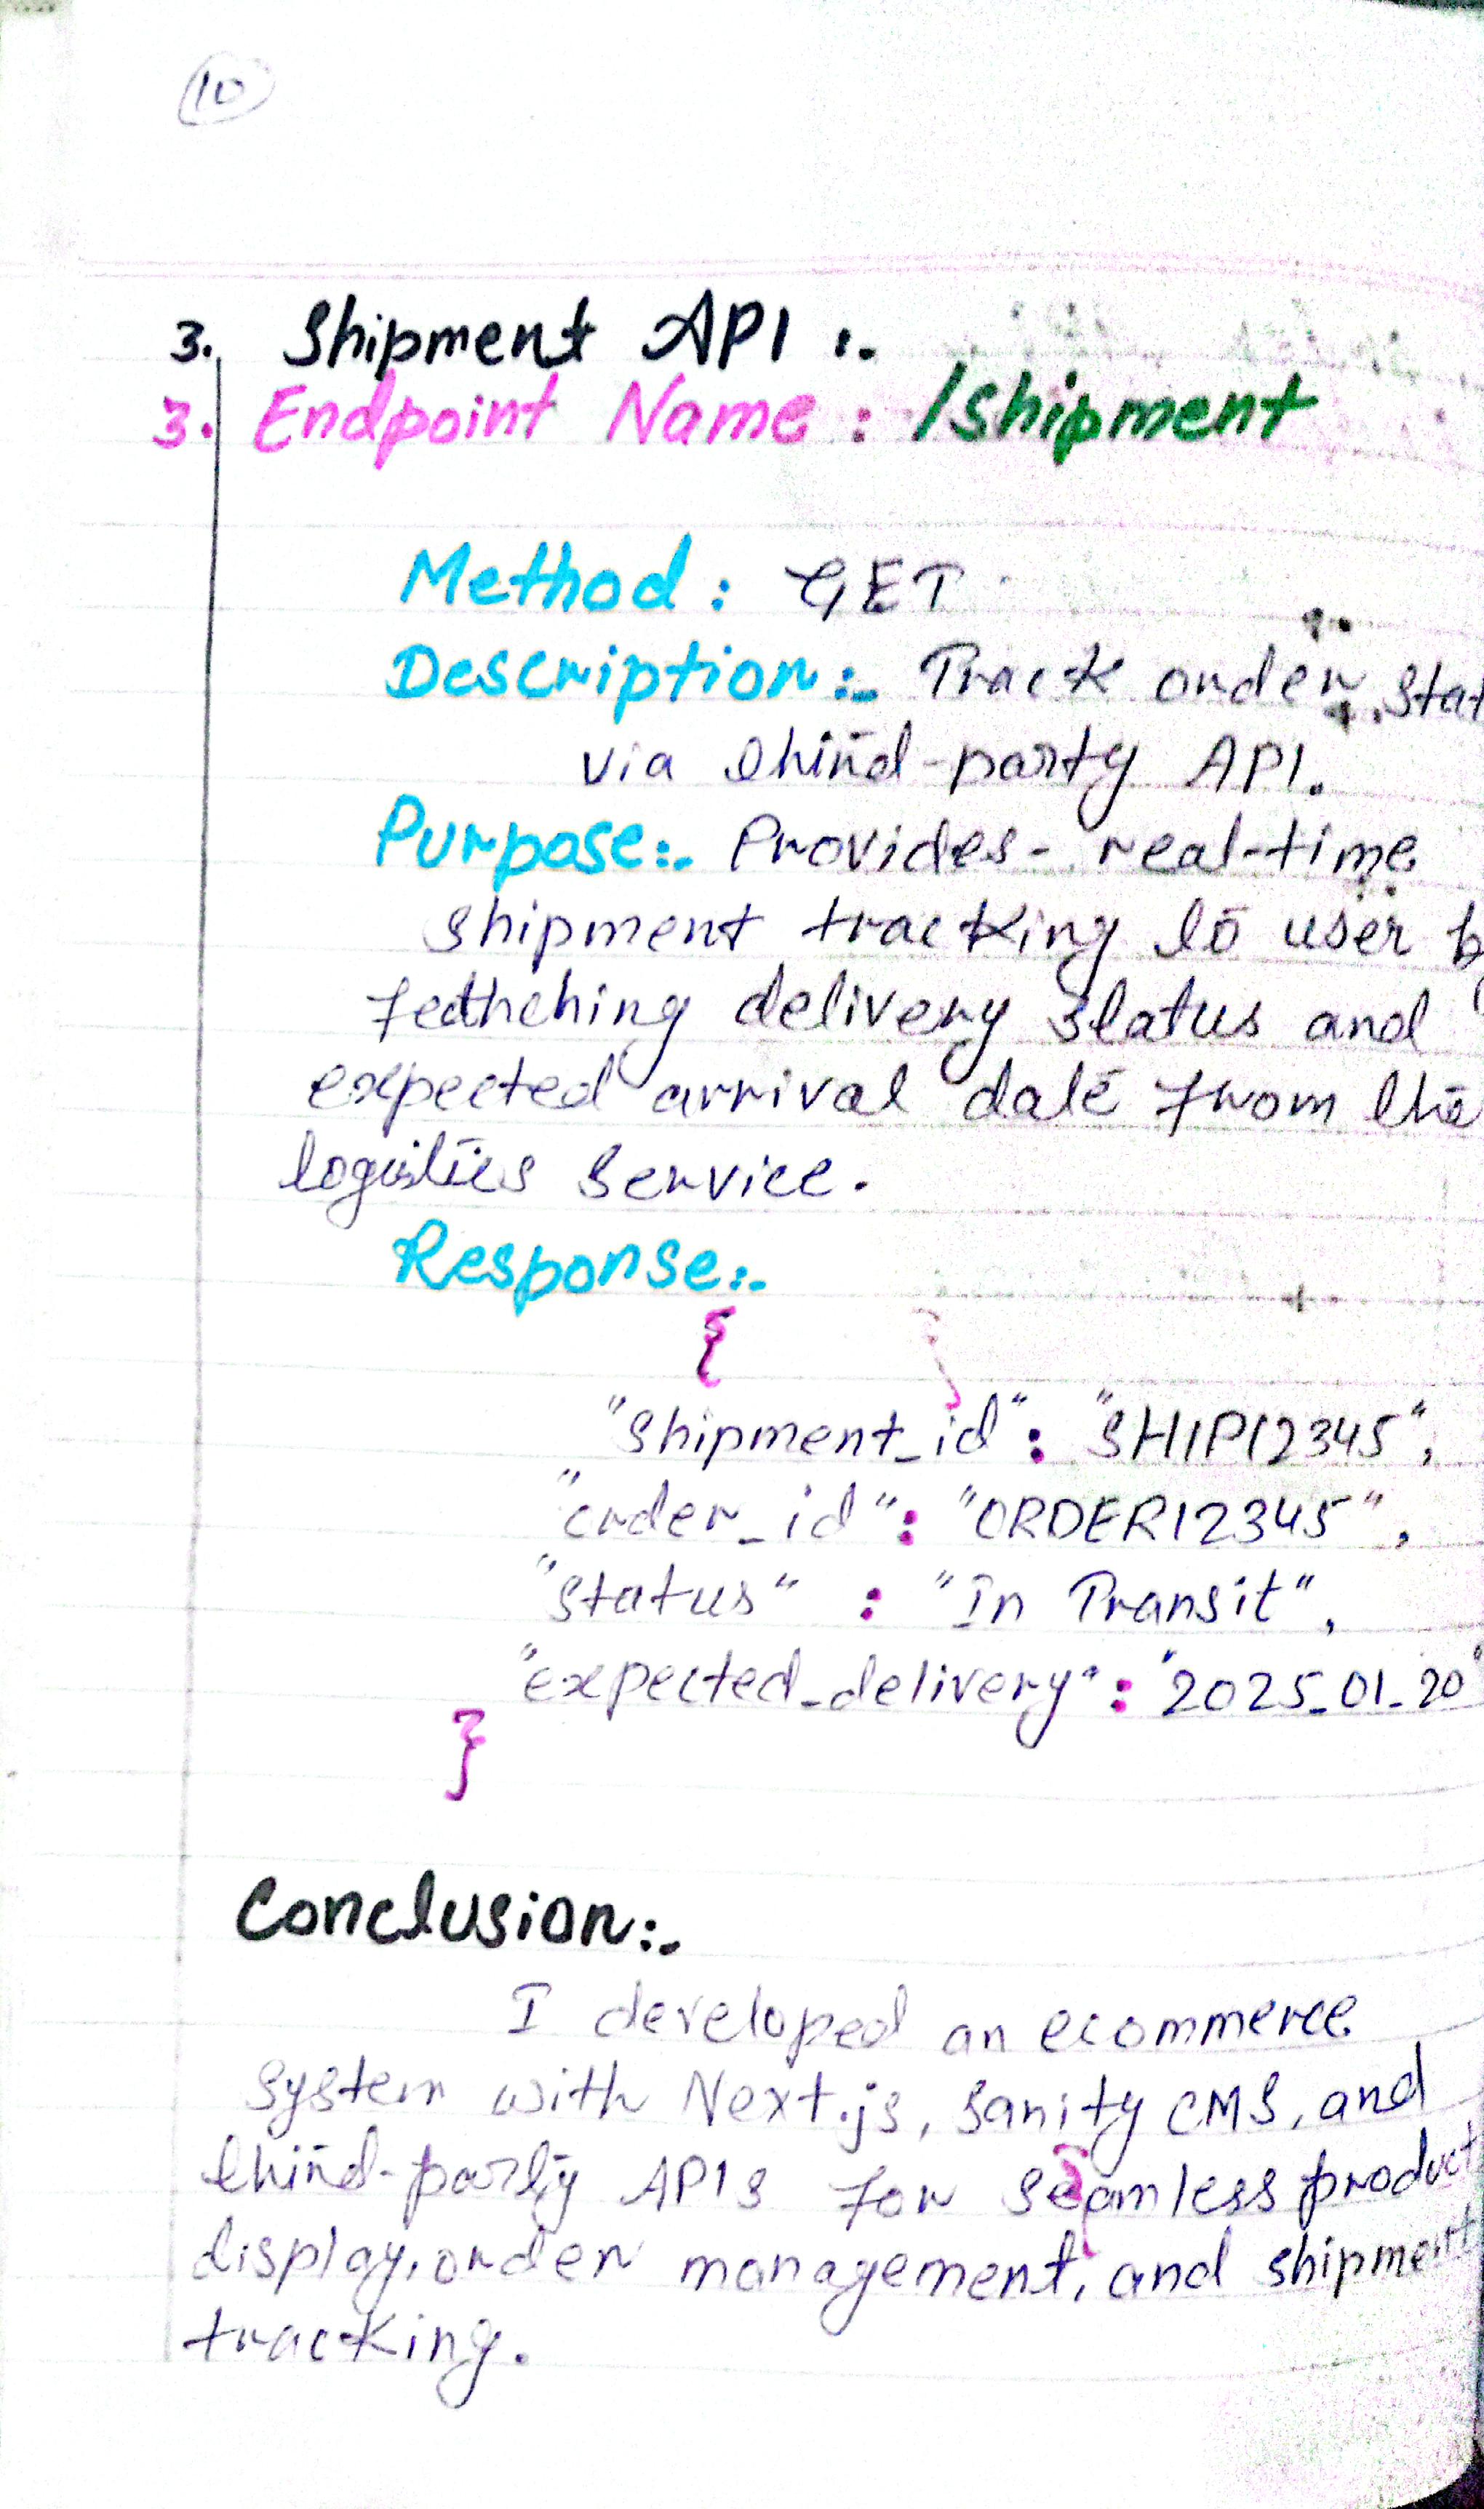 10
3. Shipment API :-
3. Endpoint Name : /shipment
Method : GET
Description:- Track order stat
via third-party API.
Purpose:- Provides- real-time
shipment tracking to user b
fedthching delivery status and
expected arrival date from the
logistics service.
Response:-
{
"shipment_id" : "SHIP12345",
"order_id" : "ORDER12345",
"status" : "In Transit",
"expected_delivery" : "2025-01-20"
}
Conclusion:-
I developed an ecommerce
system with Next.js, sanity CMS, and
third-party APIs for seamless product
display, order management, and shipment
tracking.